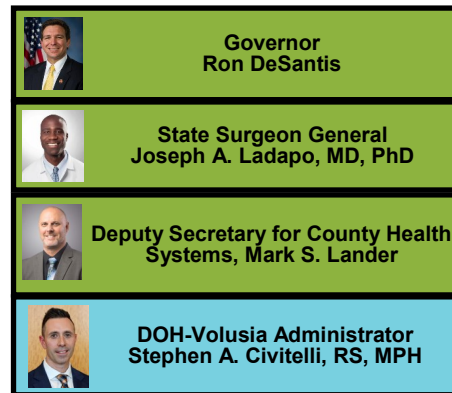 Governor
Ron DeSantis
State Surgeon General
Joseph A. Ladapo, MD, PhD
Deputy Secretary for County Health
Systems, Mark S. Lander
DOH-Volusia Administrator
Stephen A. Civitelli, RS, MPH